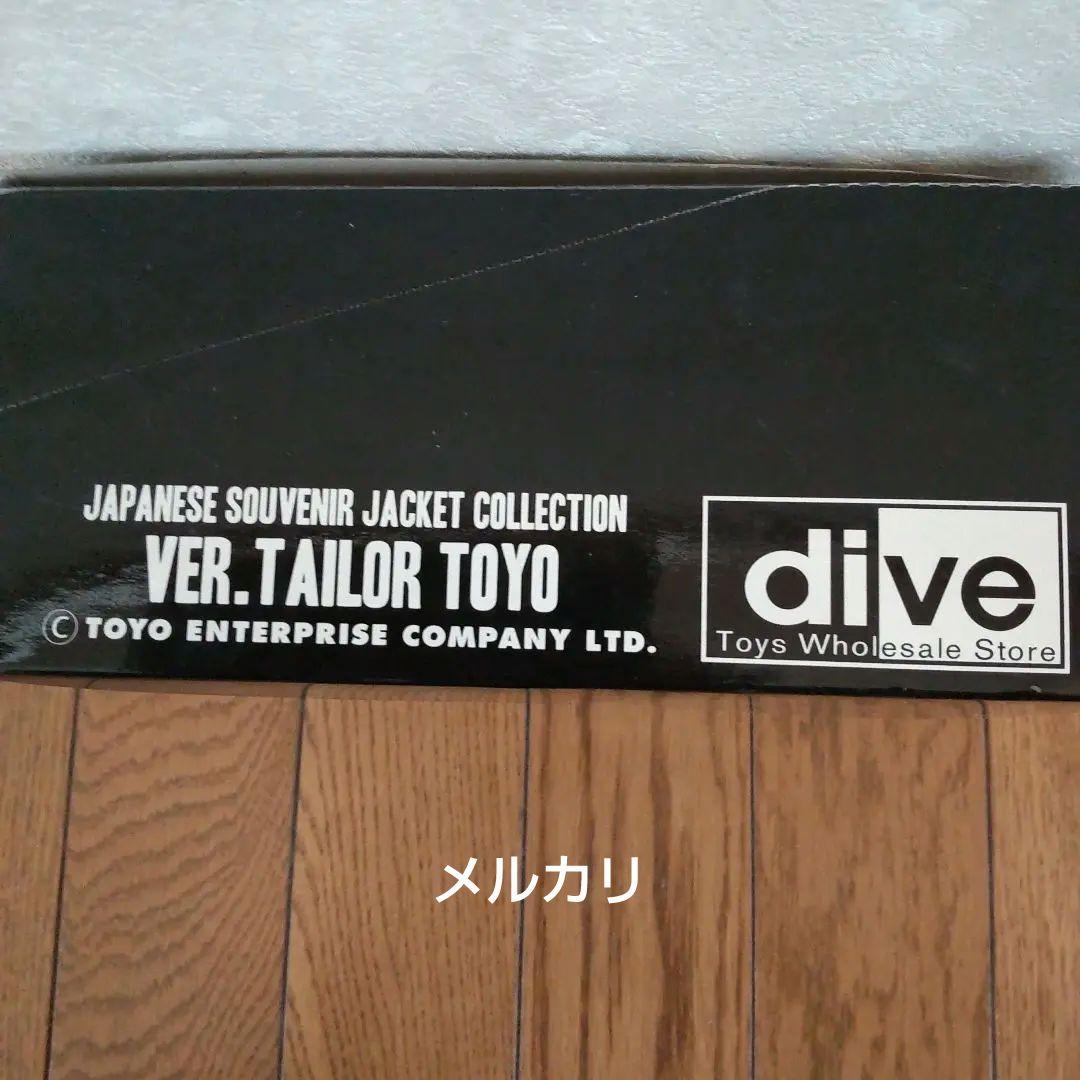 JAPANESE SOUVENIR JACKET COLLECTION
VER.TAILOR TOYO
© TOYO ENTERPRISE COMPANY LTD.
dive
Toys Wholesale Store
メルカリ